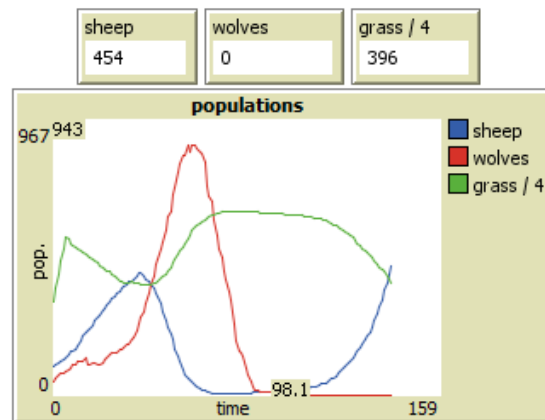 sheep
454
wolves
0
grass / 4
396
populations
967 943
sheep
wolves
grass / 4
pop.
0
98.1
0
time
159